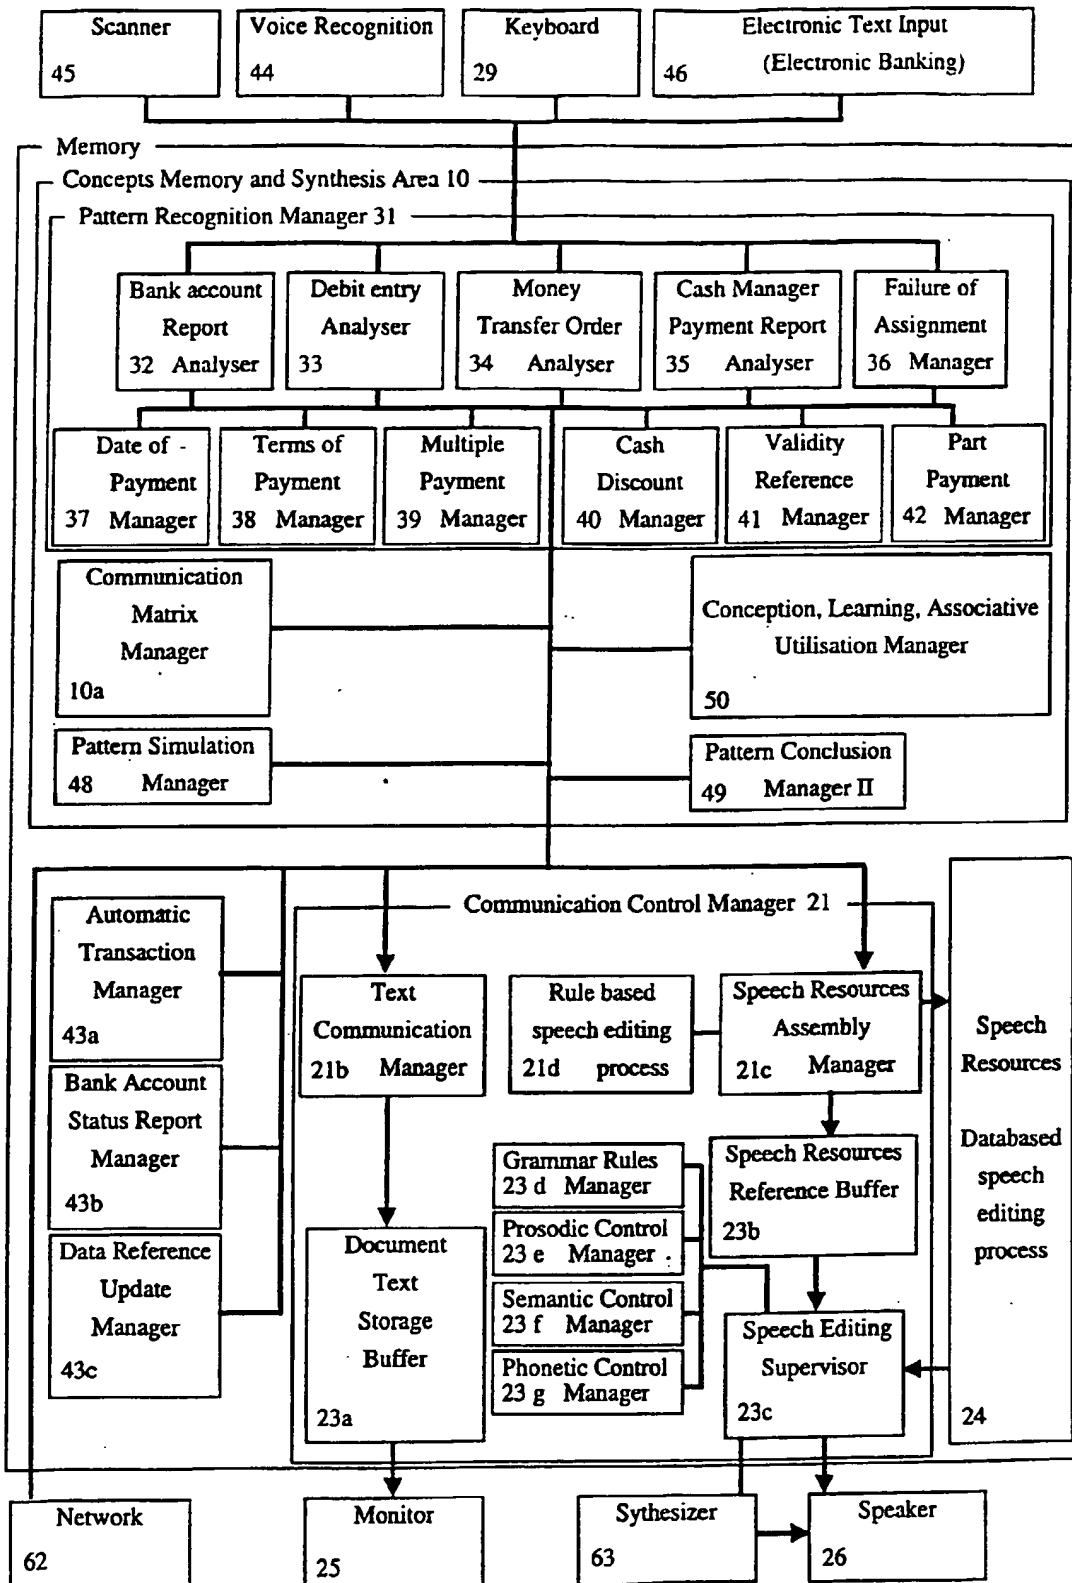 Scanner
45
Voice Recognition
44
Keyboard
29
Electronic Text Input
(Electronic Banking)
46
Memory
Concepts Memory and Synthesis Area 10
Pattern Recognition Manager 31
Bank account
Report
32 Analyser
Debit entry
Analyser
33
Money
Transfer Order
34 Analyser
Cash Manager
Payment Report
35 Analyser
Failure of
Assignment
36 Manager
Date of -
Payment
37 Manager
Terms of
Payment
38 Manager
Multiple
Payment
39 Manager
Cash
Discount
40 Manager
Validity
Reference
41 Manager
Part
Payment
42 Manager
Communication
Matrix
Manager
10a
Conception, Learning, Associative
Utilisation Manager
50
Pattern Simulation
48 Manager
Pattern Conclusion
49 Manager II
Communication Control Manager 21
Automatic
Transaction
Manager
43a
Bank Account
Status Report
Manager
43b
Data Reference
Update
Manager
43c
Text
Communication
21b Manager
Rule based
speech editing
21d process
Speech Resources
Assembly
21c Manager
Speech
Resources
Databased
speech
editing
process
24
Grammar Rules
23 d Manager
Prosodic Control
23 e Manager
Semantic Control
23 f Manager
Phonetic Control
23 g Manager
Speech Resources
Reference Buffer
23b
Document
Text
Storage
Buffer
23a
Speech Editing
Supervisor
23c
Network
62
Monitor
25
Sythesizer
63
Speaker
26